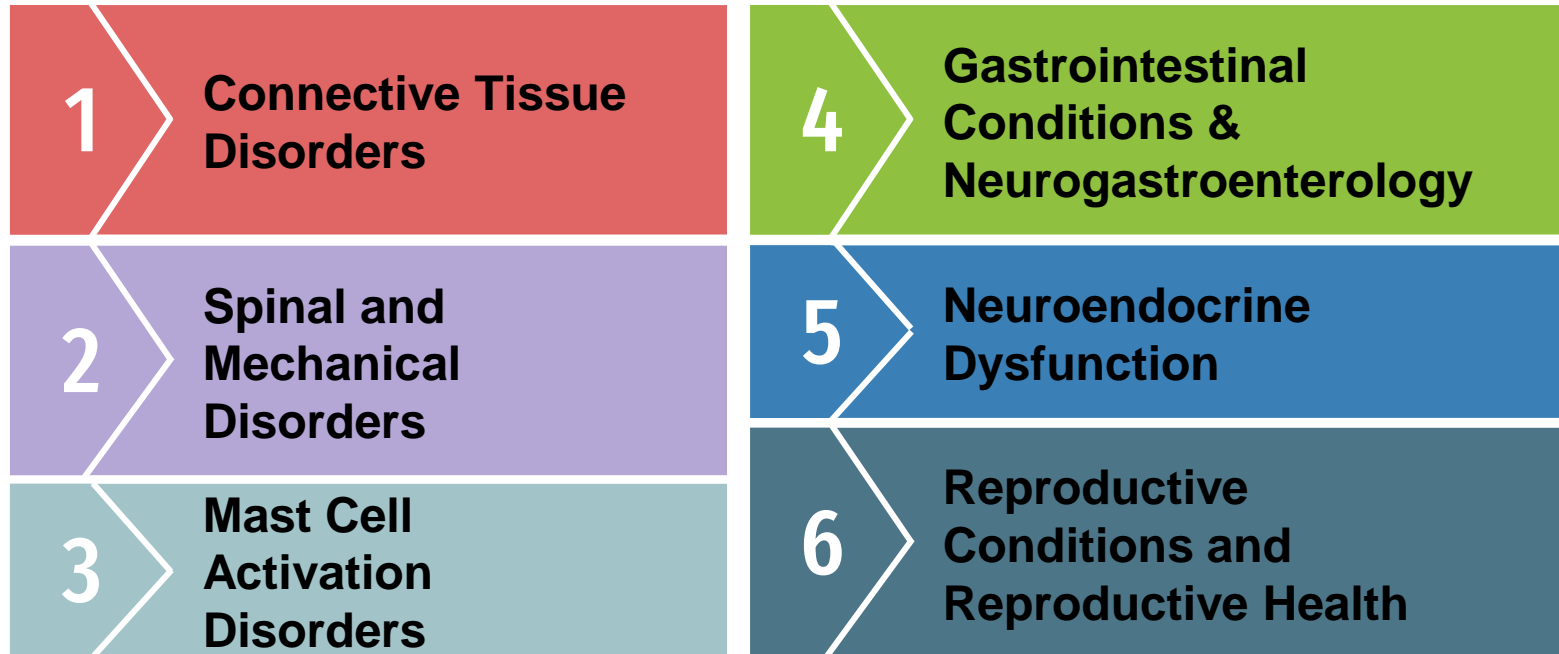 1
Connective Tissue
Disorders
2
Spinal and
Mechanical
Disorders
3
Mast Cell
Activation
Disorders
4
Gastrointestinal
Conditions &
Neurogastroenterology
5
Neuroendocrine
Dysfunction
6
Reproductive
Conditions and
Reproductive Health